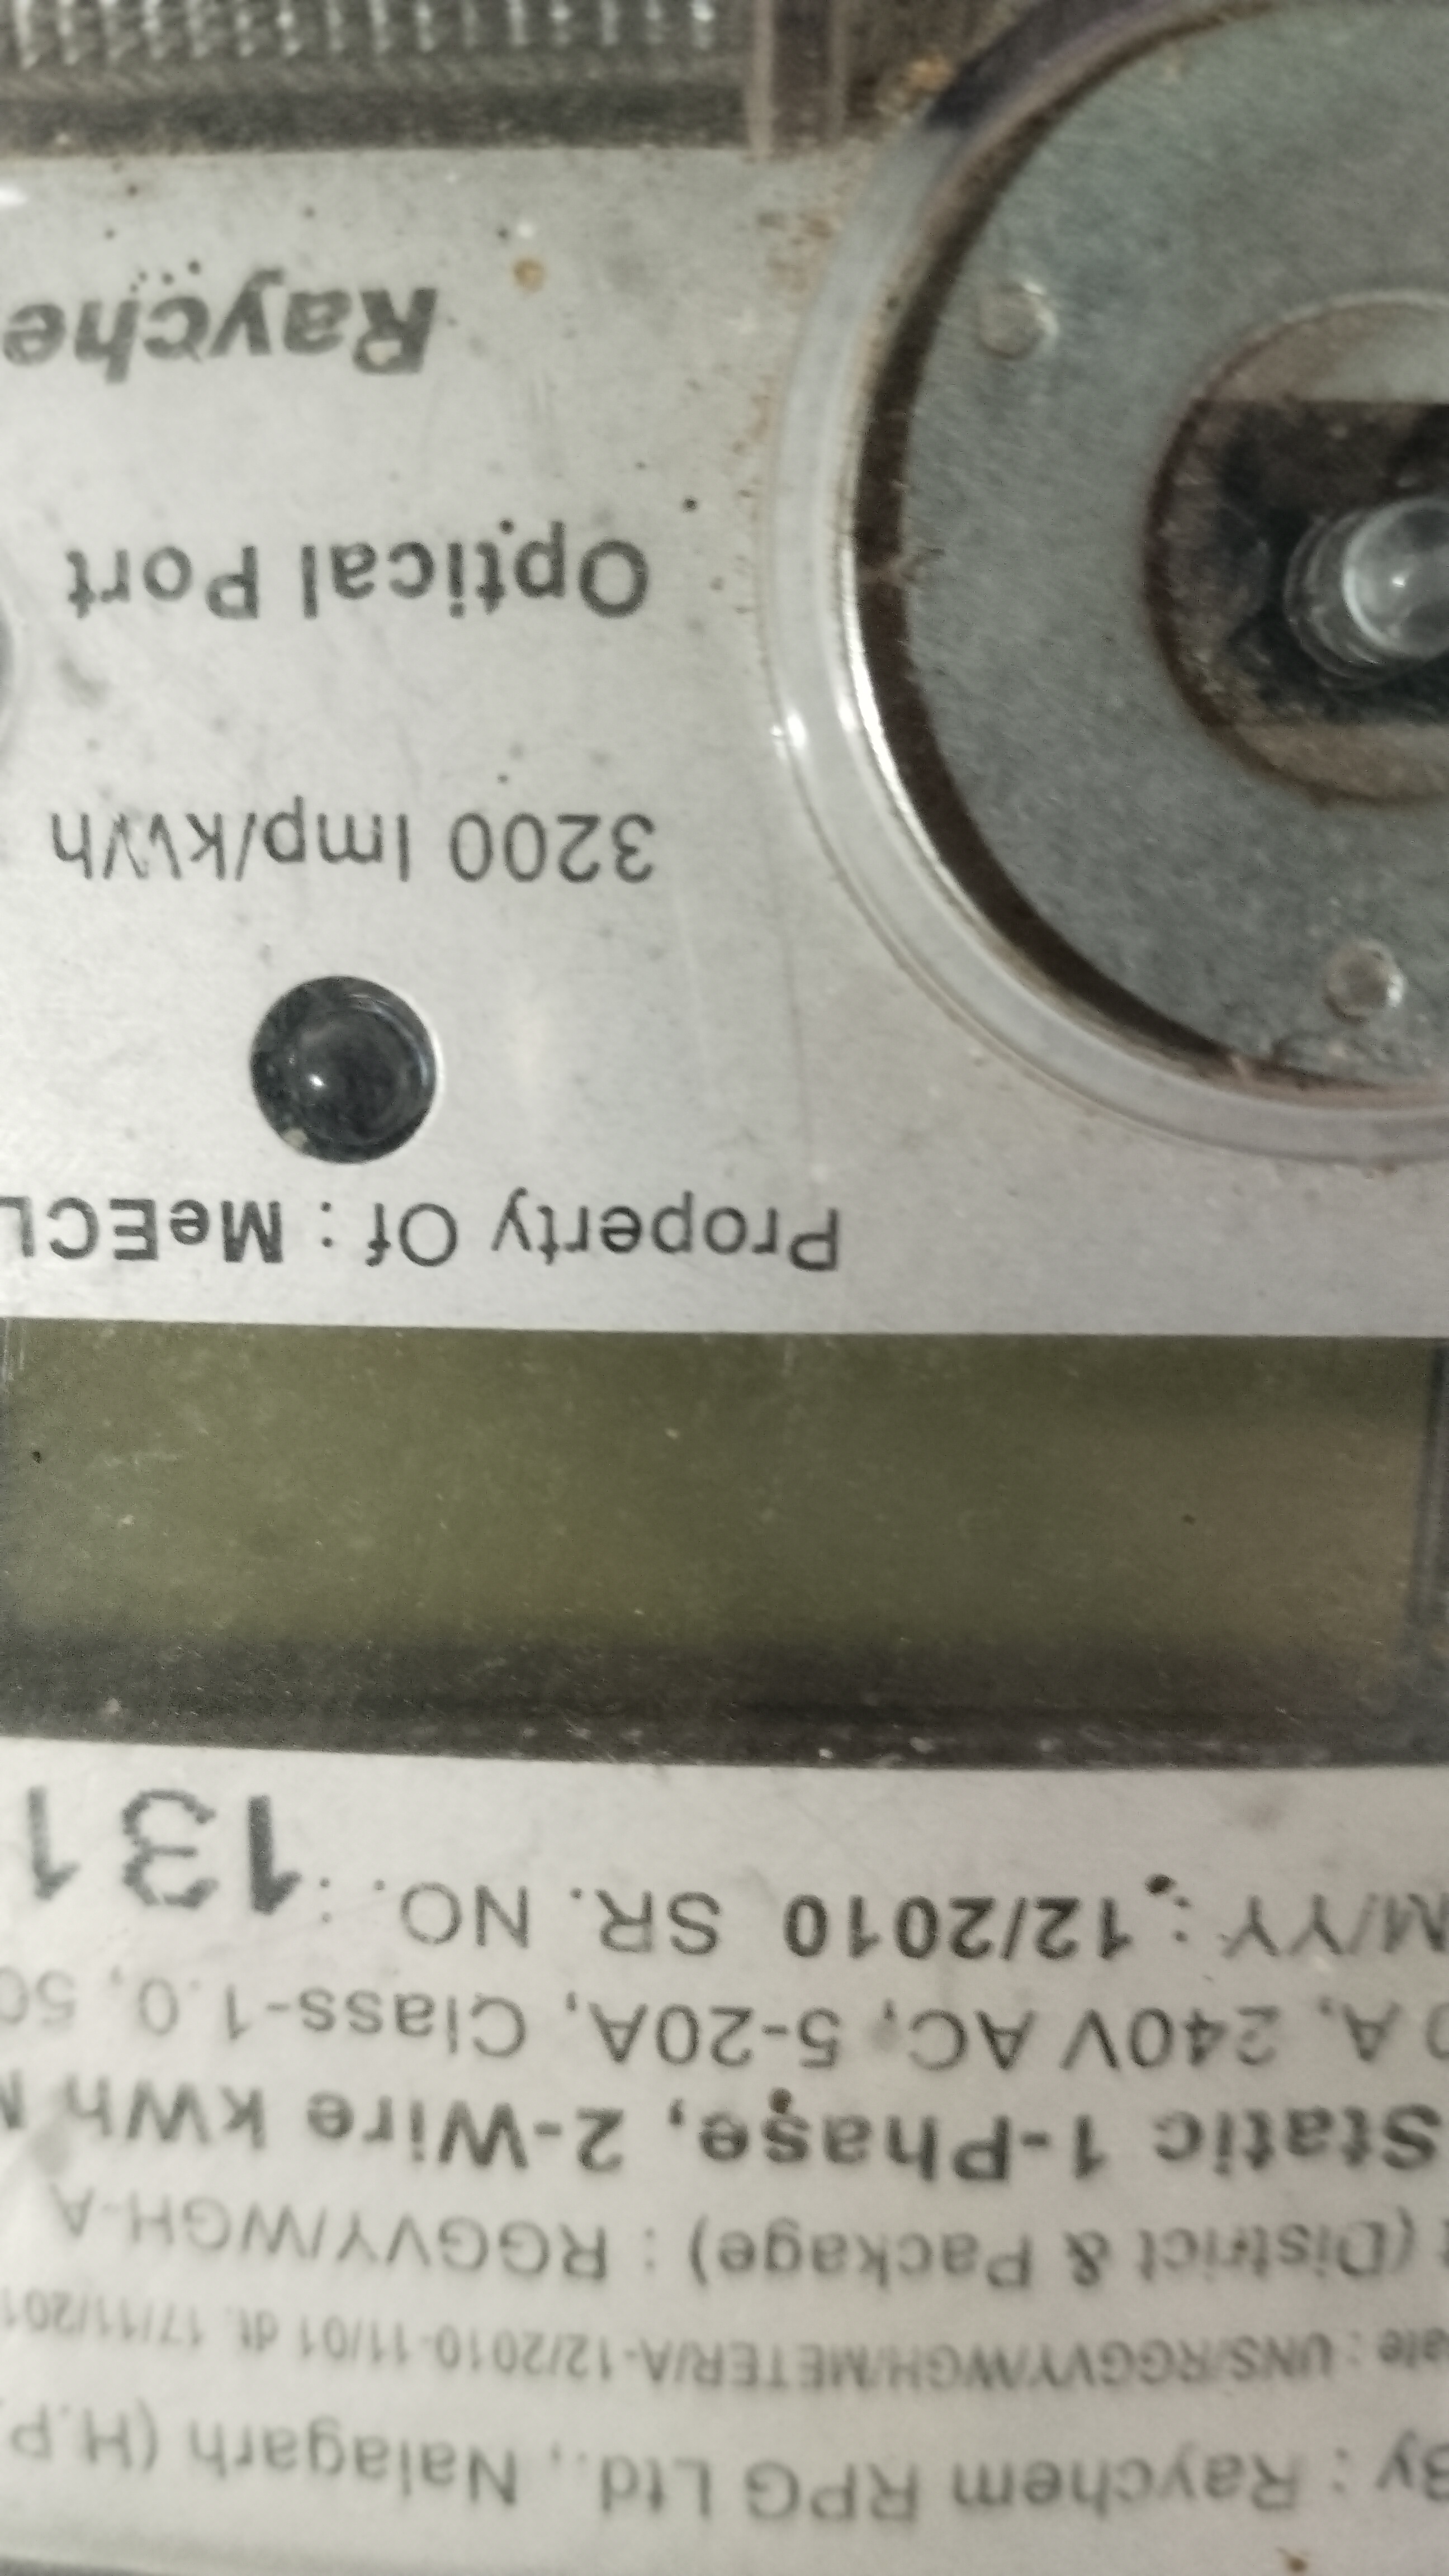 By : Raychem RPG Ltd., Nalagarh (H.P.
ate : UNS/RGGVY/WGH/METER/A-12/2010-11/01 dt. 17/11/201
(District & Package) : RGGVY/WGH-A
Static 1-Phase, 2-Wire kWh M
0 A, 240V AC, 5-20A, Class-1.0, 50
M/YY : 12/2010 SR. NO. : 131
Property Of : MeECL
3200 Imp/kWh
Optical Port
Rayche